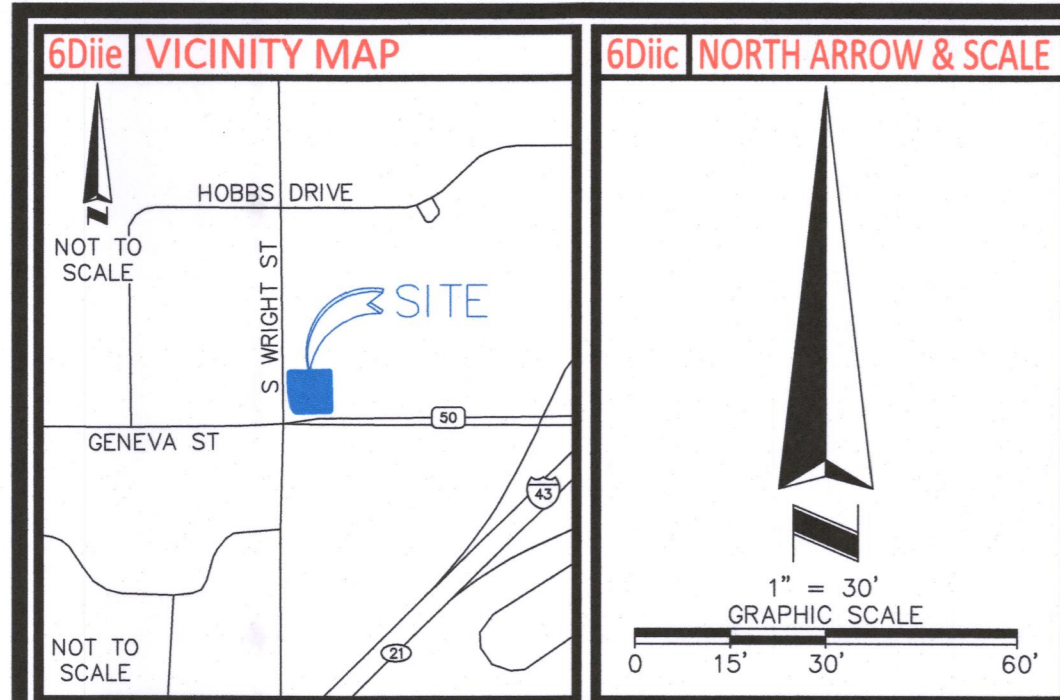 6Diie VICINITY MAP
NOT TO
SCALE
HOBBS DRIVE
S WRIGHT ST
SITE
50
GENEVA ST
43
21
NOT TO
SCALE
6Diic NORTH ARROW & SCALE
N
1" = 30'
GRAPHIC SCALE
0 15' 30' 60'